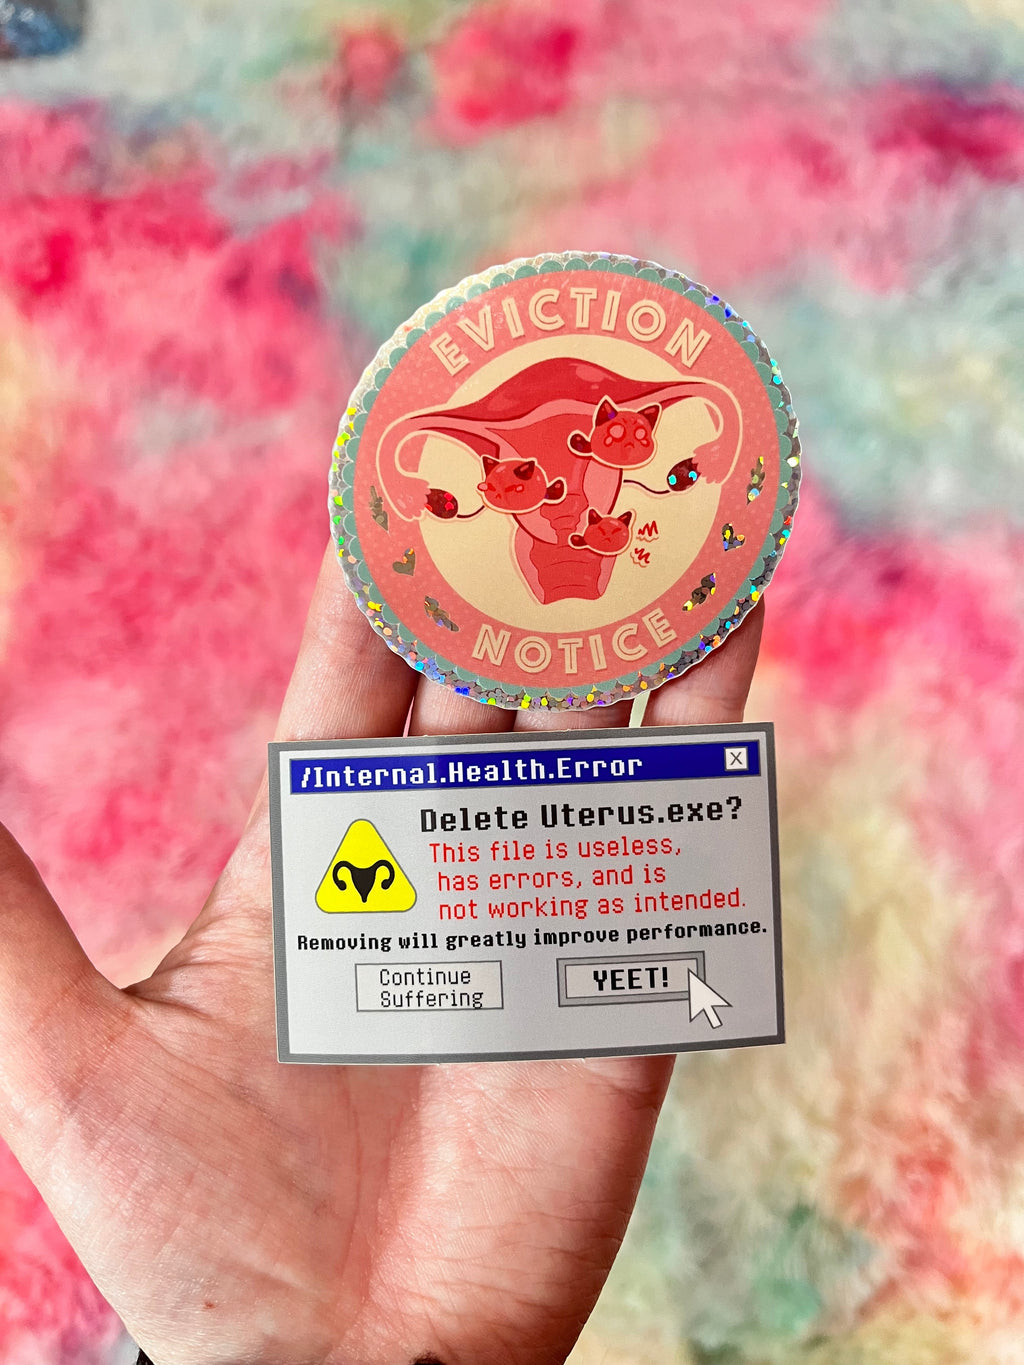 EVICTION
NOTICE
/Internal.Health.Error
X
Delete Uterus.exe?
This file is useless,
has errors, and is
not working as intended.
Removing will greatly improve performance.
Continue
Suffering
YEET!